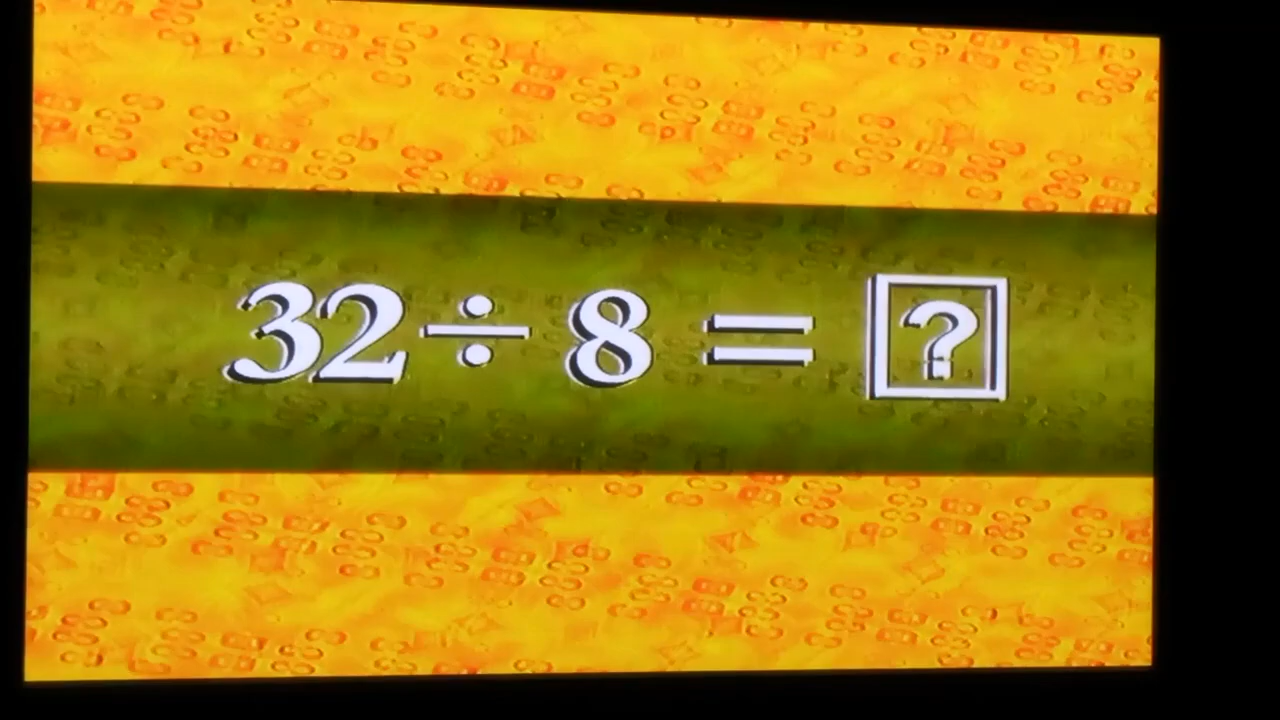 32 ÷ 8 = ?